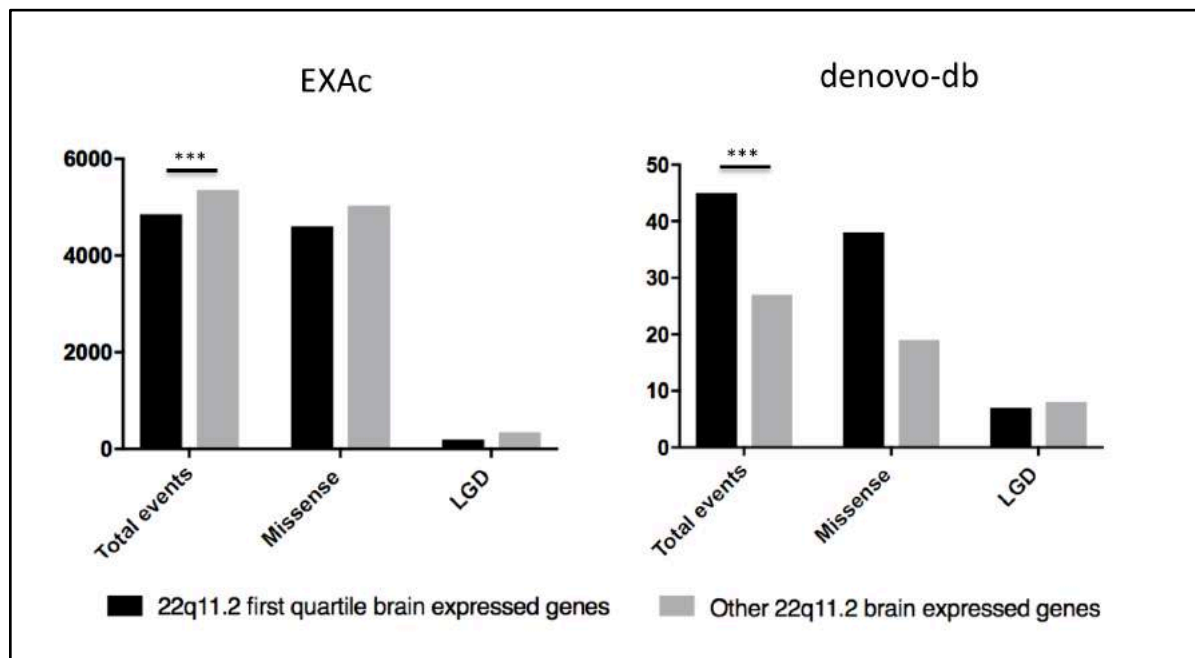 EXAc
6000
4000
2000
0
***
Total events
Missense
LGD
denovo-db
50
40
30
20
10
0
***
Total events
Missense
LGD
22q11.2 first quartile brain expressed genes
Other 22q11.2 brain expressed genes